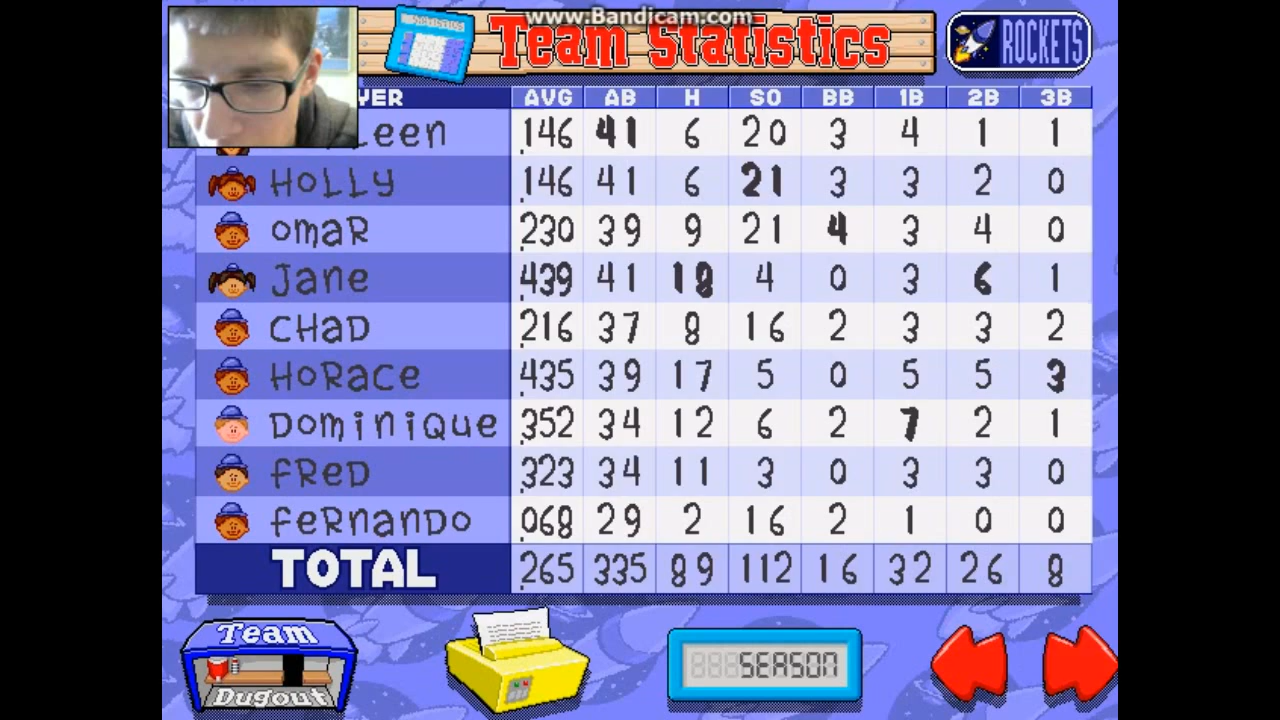 www.Bandicam.com
Team Statistics ROCKETS
AVG AB H SO BB 1B 2B 3B
.146 41 6 20 3 4 1 1
HOLLY .146 41 6 21 3 3 2 0
OmaR .230 39 9 21 4 3 4 0
Jane .439 41 18 4 0 3 6 1
CHaD .216 37 8 16 2 3 3 2
HoRace .435 39 17 5 0 5 5 3
DominiQue .352 34 12 6 2 7 2 1
fReD .323 34 11 3 0 3 3 0
feRnanDo .068 29 2 16 2 1 0 0
TOTAL .265 335 89 112 16 32 26 8
Team
Dugout
SEASON